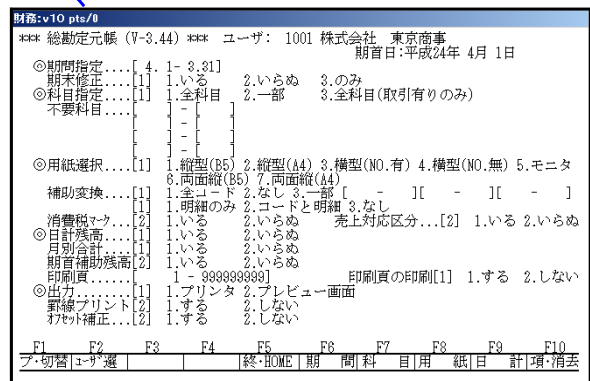 財務:v10 pts/0
*** 総勘定元帳 (V-3.44) *** ユーザ: 1001 株式会社 東京商事
期首日:平成24年 4月 1日
◎期間指定....[ 4. 1- 3.31]
期末修正....[1] 1.いる 2.いらぬ 3.のみ
◎科目指定....[1] 1.全科目 2.一部 3.全科目(取引有りのみ)
不要科目....[ ] - [ ]
[ ] - [ ]
[ ] - [ ]
[ ] - [ ]
◎用紙選択....[1] 1.縦型(B5) 2.縦型(A4) 3.横型(NO.有) 4.横型(NO.無) 5.モニタ
6.両面縦(B5) 7.両面縦(A4)
補助変換....[1] 1.全コード 2.なし 3.一部 [ - ][ - ][ - ]
[1] 1.明細のみ 2.コードと明細 3.なし
消費税マーク..[2] 1.いる 2.いらぬ 売上対応区分...[2] 1.いる 2.いらぬ
◎日計残高....[1] 1.いる 2.いらぬ
月別合計....[1] 1.いる 2.いらぬ
期首補助残高[2] 1.いる 2.いらぬ
印刷頁......[ 1 - 999999999] 印刷頁の印刷[1] 1.する 2.しない
◎出力........[1] 1.プリンタ 2.プレビュー画面
罫線プリント[2] 1.する 2.しない
オフセット補正...[2] 1.する 2.しない
F1 F2 F3 F4 F5 F6 F7 F8 F9 F10
プ・切替 ユーザ選 終・HOME 期 間 科 目 用 紙 日 計 項・消去